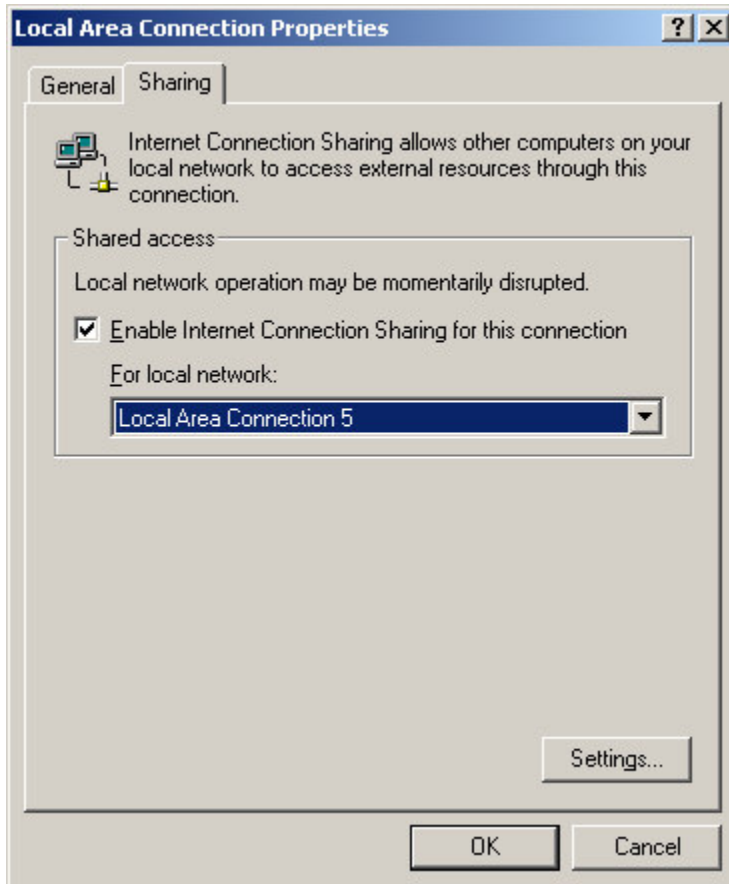 Local Area Connection Properties
General
Sharing
Internet Connection Sharing allows other computers on your
local network to access external resources through this
connection.
Shared access
Local network operation may be momentarily disrupted.
Enable Internet Connection Sharing for this connection
For local network:
Local Area Connection 5
Settings...
OK
Cancel